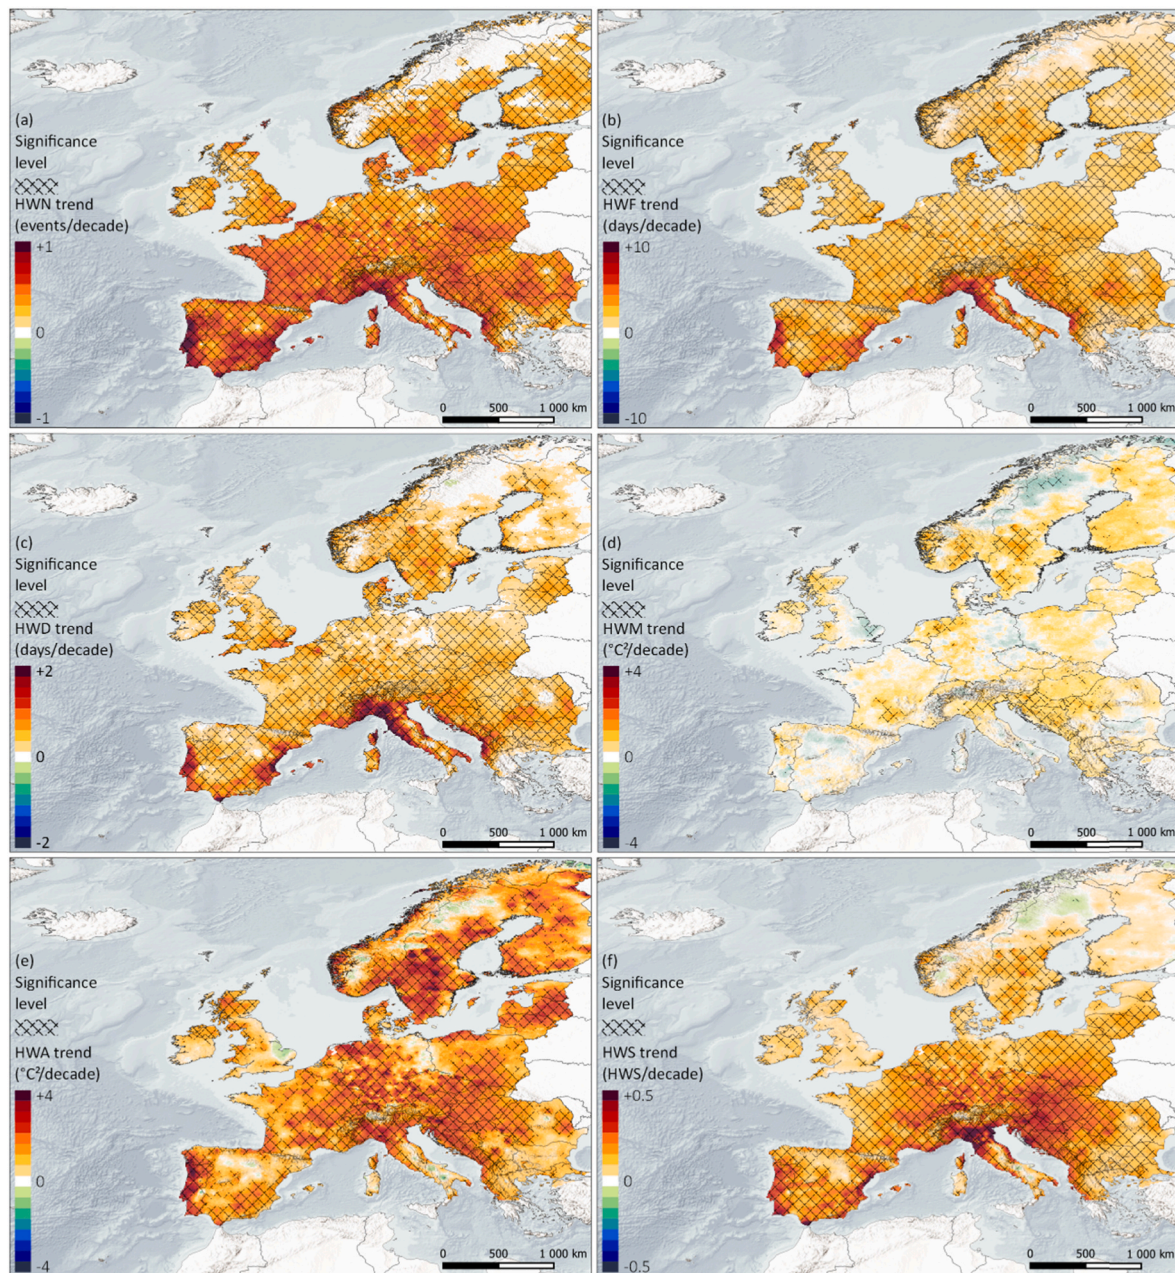 (a)
Significance
level
HWN trend
(events/decade)
+1
0
-1
0 500 1 000 km
(b)
Significance
level
HWF trend
(days/decade)
+10
0
-10
0 500 1 000 km
(c)
Significance
level
HWD trend
(days/decade)
+2
0
-2
0 500 1 000 km
(d)
Significance
level
HWM trend
(°C²/decade)
+4
0
-4
0 500 1 000 km
(e)
Significance
level
HWA trend
(°C²/decade)
+4
0
-4
0 500 1 000 km
(f)
Significance
level
HWS trend
(HWS/decade)
+0.5
0
-0.5
0 500 1 000 km